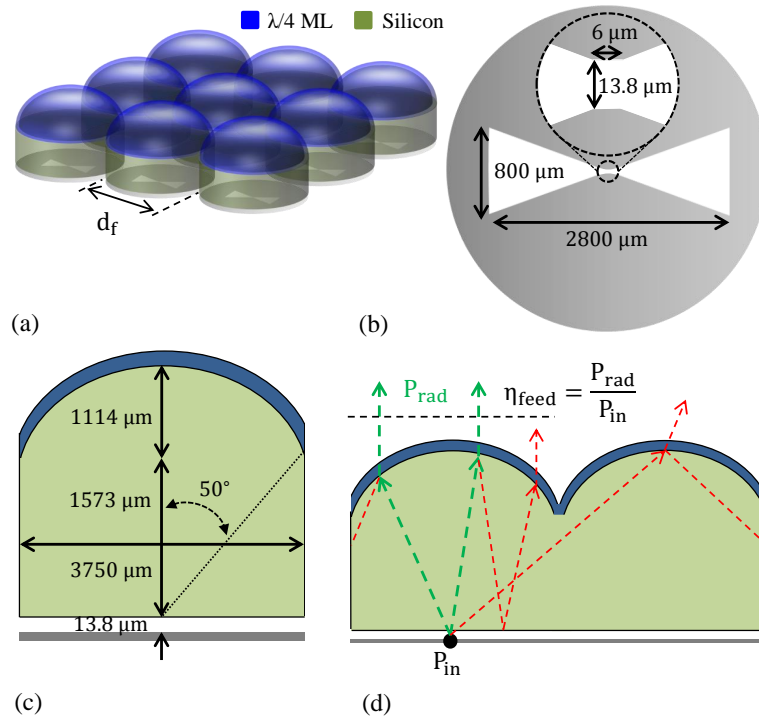 λ/4 ML Silicon
d_f
(a)
6 μm
13.8 μm
800 μm
2800 μm
(b)
1114 μm
1573 μm
50°
3750 μm
13.8 μm
(c)
P_rad
η_feed = P_rad / P_in
P_in
(d)